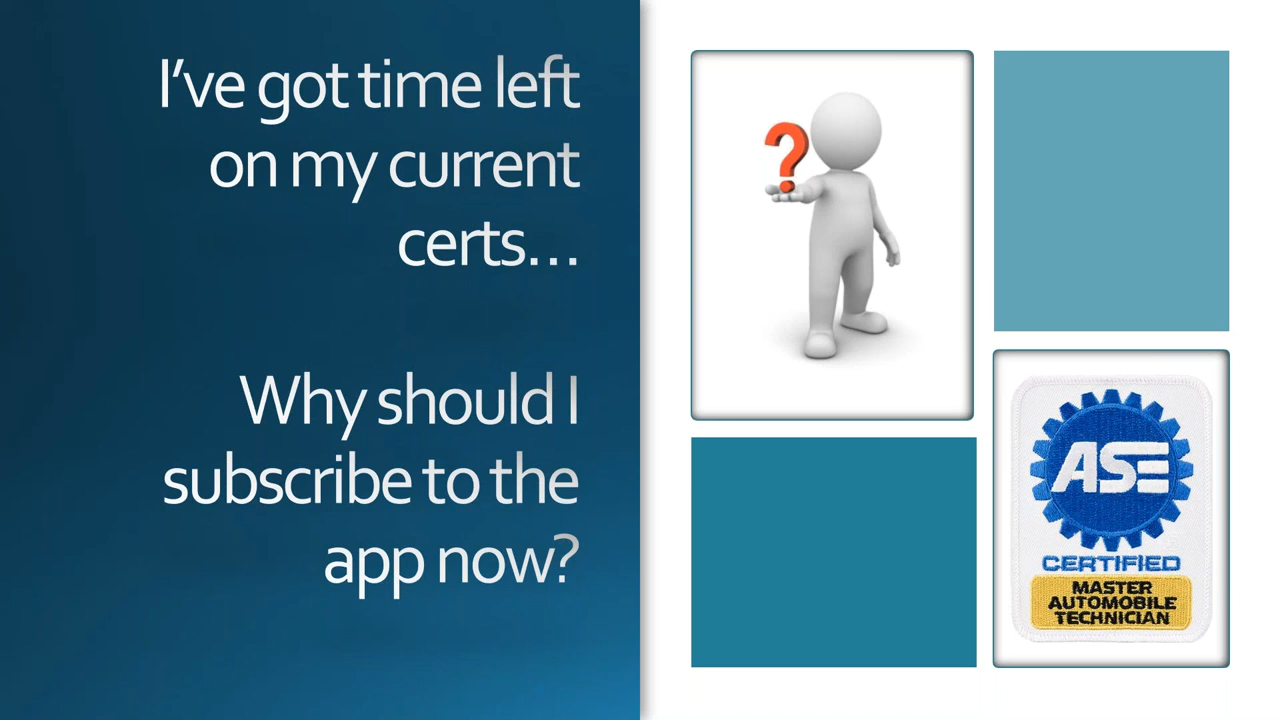 I’ve got time left
on my current
certs…
Why should I
subscribe to the
app now?
?
ASE
CERTIFIED
MASTER
AUTOMOBILE
TECHNICIAN